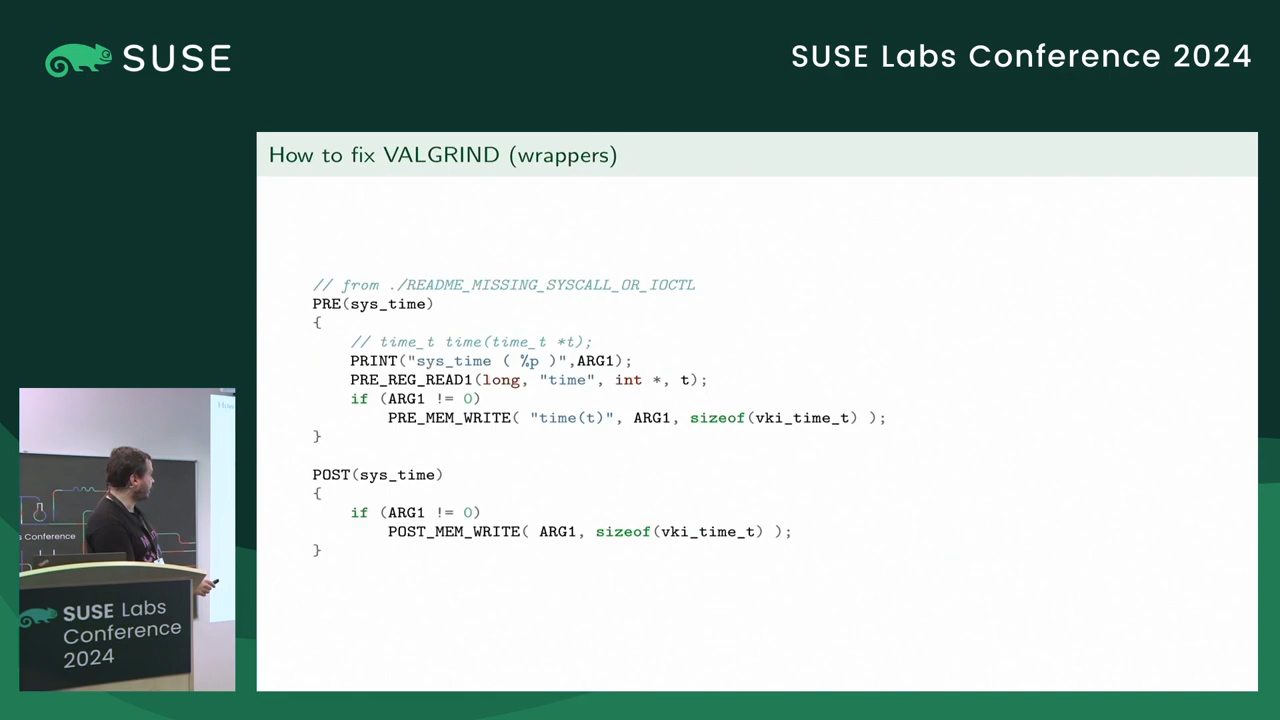 SUSE
SUSE Labs Conference 2024
How to fix VALGRIND (wrappers)
// from ./README_MISSING_SYSCALL_OR_IOCTL
PRE(sys_time)
{
    // time_t time(time_t *t);
    PRINT("sys_time ( %p )",ARG1);
    PRE_REG_READ1(long, "time", int *, t);
    if (ARG1 != 0)
        PRE_MEM_WRITE( "time(t)", ARG1, sizeof(vki_time_t) );
}
POST(sys_time)
{
    if (ARG1 != 0)
        POST_MEM_WRITE( ARG1, sizeof(vki_time_t) );
}
s Conference
SUSE Labs
Conference
2024